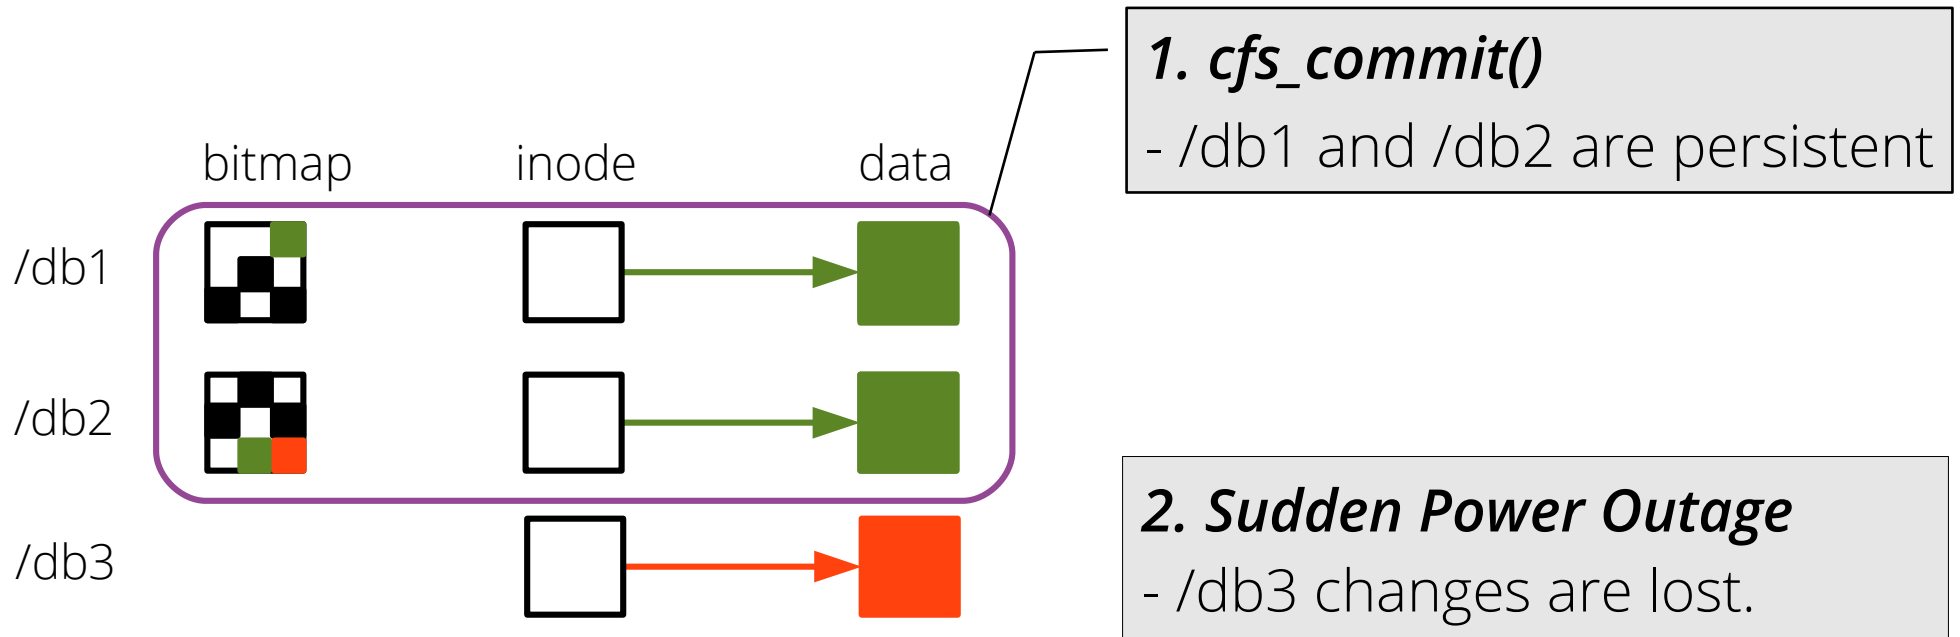 1. cfs_commit()
- /db1 and /db2 are persistent
bitmap inode data
/db1
/db2
/db3
2. Sudden Power Outage
- /db3 changes are lost.